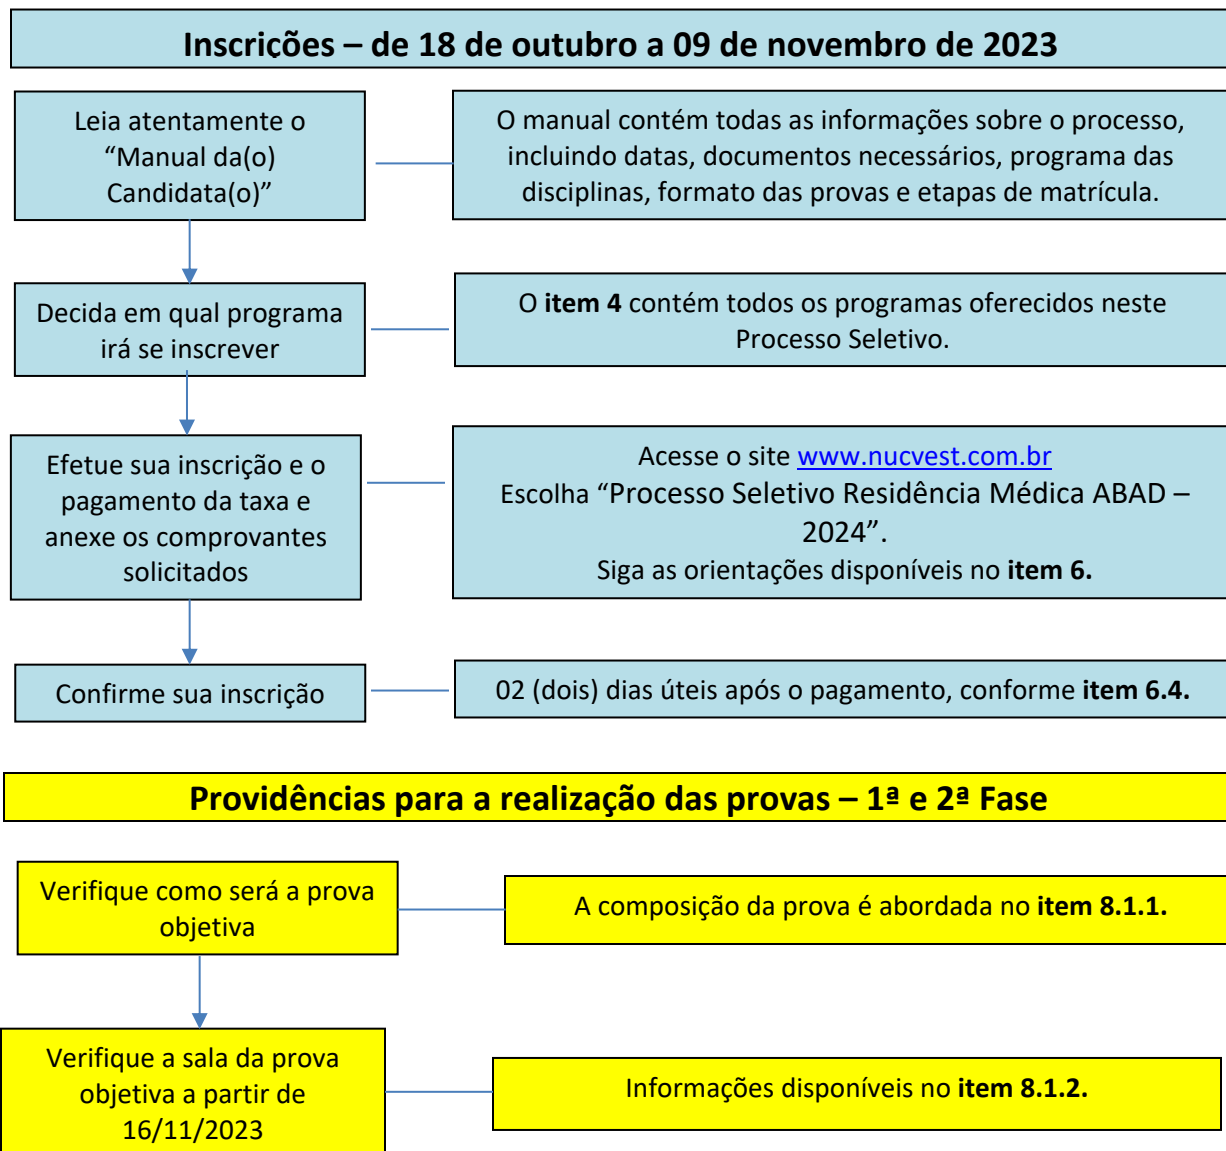 Inscrições – de 18 de outubro a 09 de novembro de 2023
Leia atentamente o
“Manual da(o)
Candidata(o)”
O manual contém todas as informações sobre o processo,
incluindo datas, documentos necessários, programa das
disciplinas, formato das provas e etapas de matrícula.
Decida em qual programa
irá se inscrever
O item 4 contém todos os programas oferecidos neste
Processo Seletivo.
Efetue sua inscrição e o
pagamento da taxa e
anexe os comprovantes
solicitados
Acesse o site www.nucvest.com.br
Escolha “Processo Seletivo Residência Médica ABAD –
2024”.
Siga as orientações disponíveis no item 6.
Confirme sua inscrição
02 (dois) dias úteis após o pagamento, conforme item 6.4.
Providências para a realização das provas – 1ª e 2ª Fase
Verifique como será a prova
objetiva
A composição da prova é abordada no item 8.1.1.
Verifique a sala da prova
objetiva a partir de
16/11/2023
Informações disponíveis no item 8.1.2.